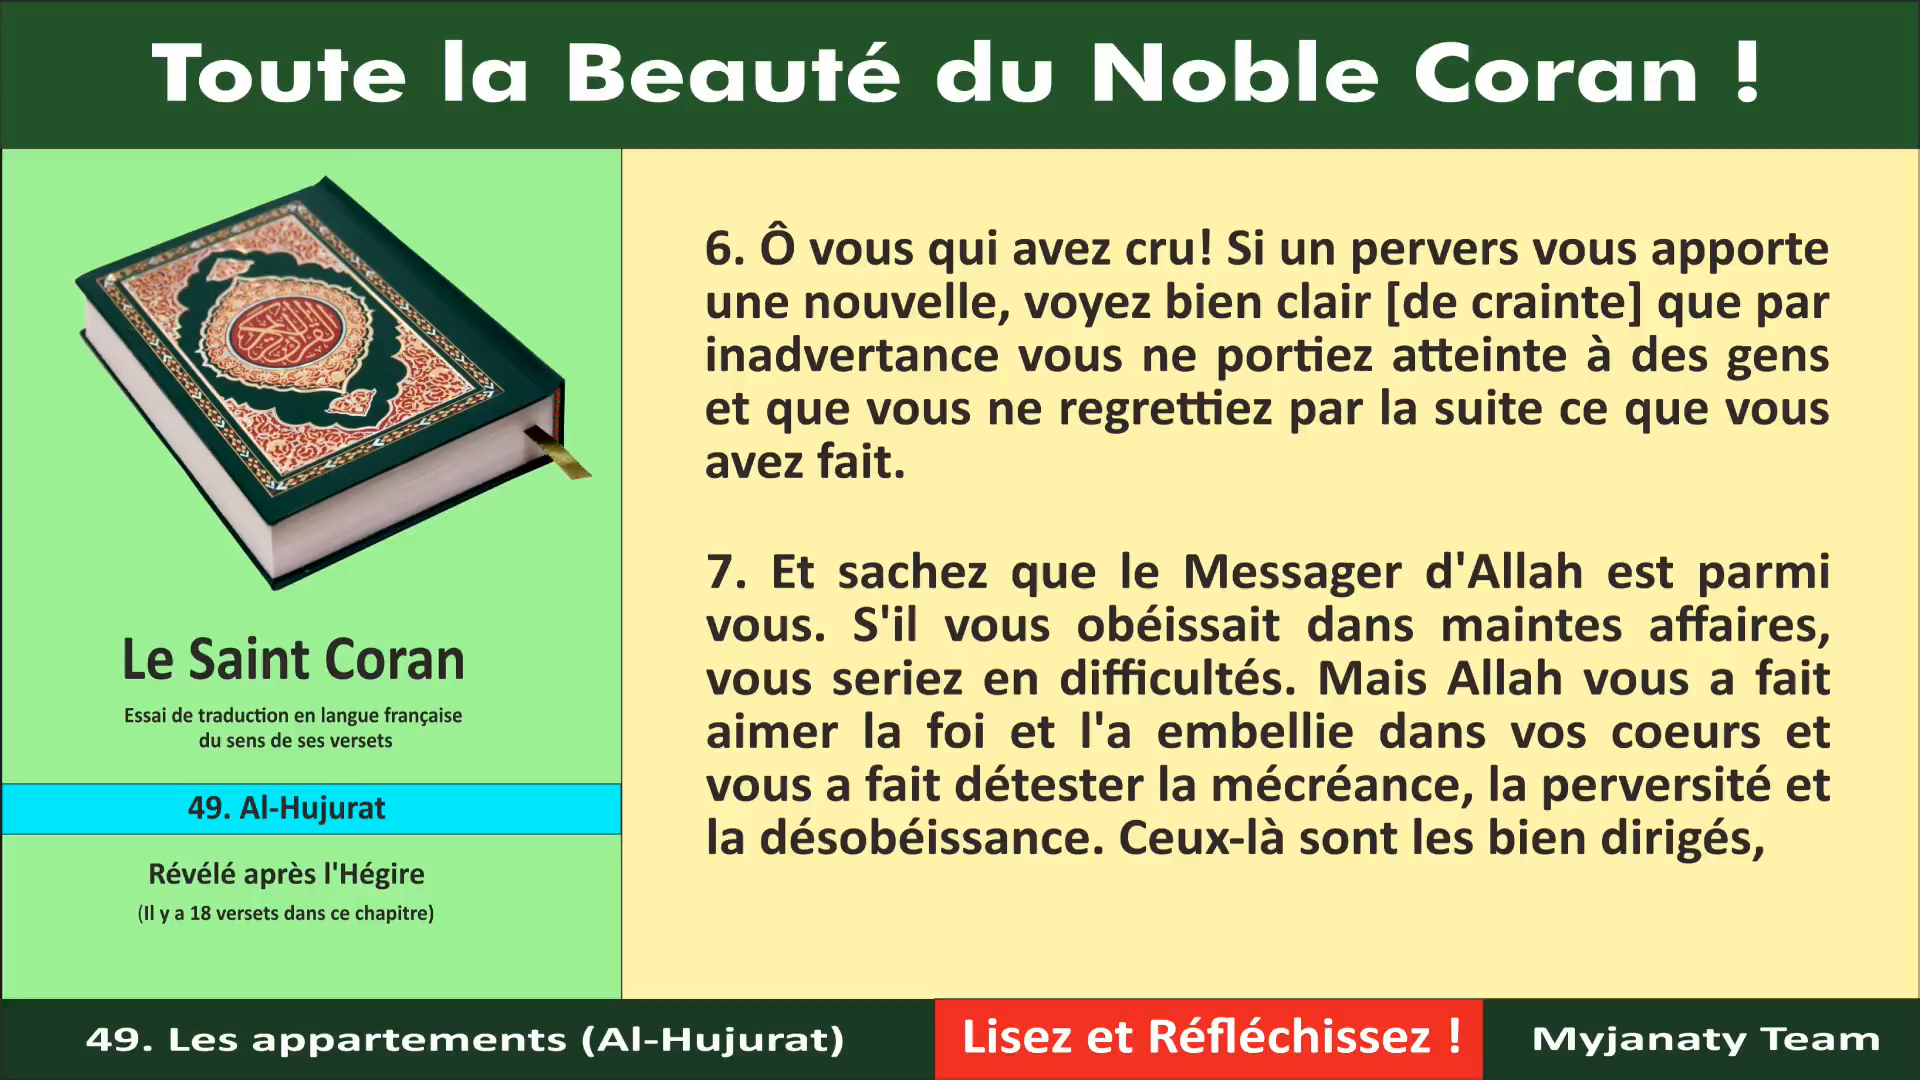 Toute la Beauté du Noble Coran !
Le Saint Coran
Essai de traduction en langue française
du sens de ses versets
49. Al-Hujurat
Révélé après l'Hégire
(Il y a 18 versets dans ce chapitre)
6. Ô vous qui avez cru! Si un pervers vous apporte
une nouvelle, voyez bien clair [de crainte] que par
inadvertance vous ne portiez atteinte à des gens
et que vous ne regrettiez par la suite ce que vous
avez fait.
7. Et sachez que le Messager d'Allah est parmi
vous. S'il vous obéissait dans maintes affaires,
vous seriez en difficultés. Mais Allah vous a fait
aimer la foi et l'a embellie dans vos coeurs et
vous a fait détester la mécréance, la perversité et
la désobéissance. Ceux-là sont les bien dirigés,
49. Les appartements (Al-Hujurat)
Lisez et Réfléchissez !
Myjanaty Team